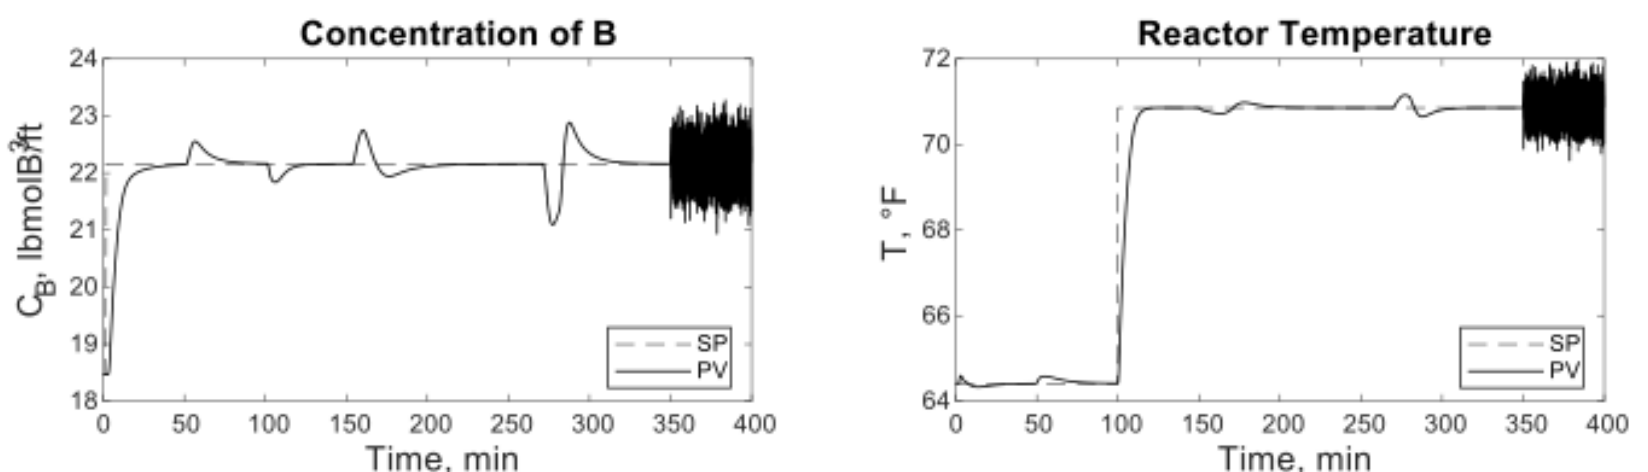 Concentration of B
24
23
22
21
20
19
18
C_B, lbmolB/ft³
0 50 100 150 200 250 300 350 400
Time, min
SP
PV
Reactor Temperature
72
70
68
66
64
T, °F
0 50 100 150 200 250 300 350 400
Time, min
SP
PV